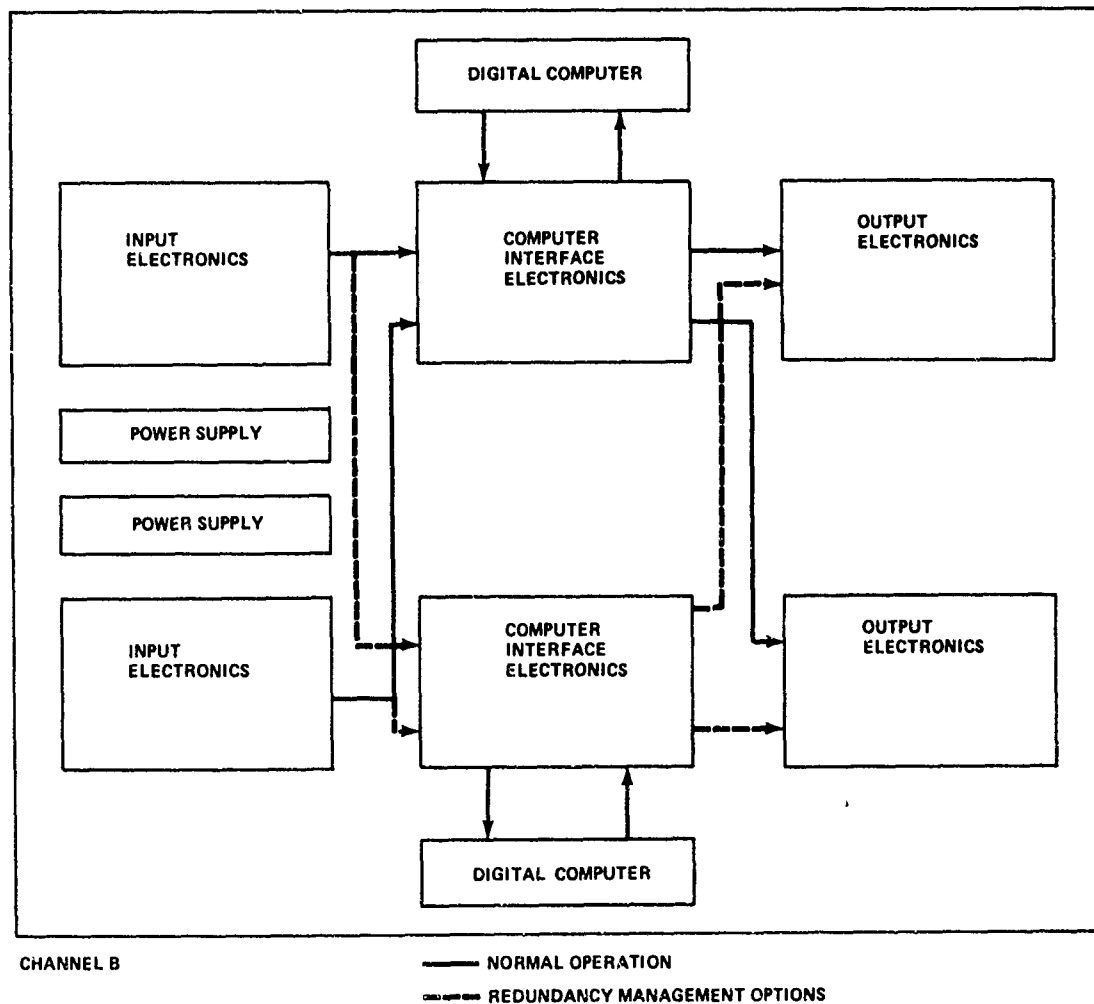 DIGITAL COMPUTER
INPUT
ELECTRONICS
COMPUTER
INTERFACE
ELECTRONICS
OUTPUT
ELECTRONICS
POWER SUPPLY
POWER SUPPLY
INPUT
ELECTRONICS
COMPUTER
INTERFACE
ELECTRONICS
OUTPUT
ELECTRONICS
DIGITAL COMPUTER
CHANNEL B
NORMAL OPERATION
REDUNDANCY MANAGEMENT OPTIONS